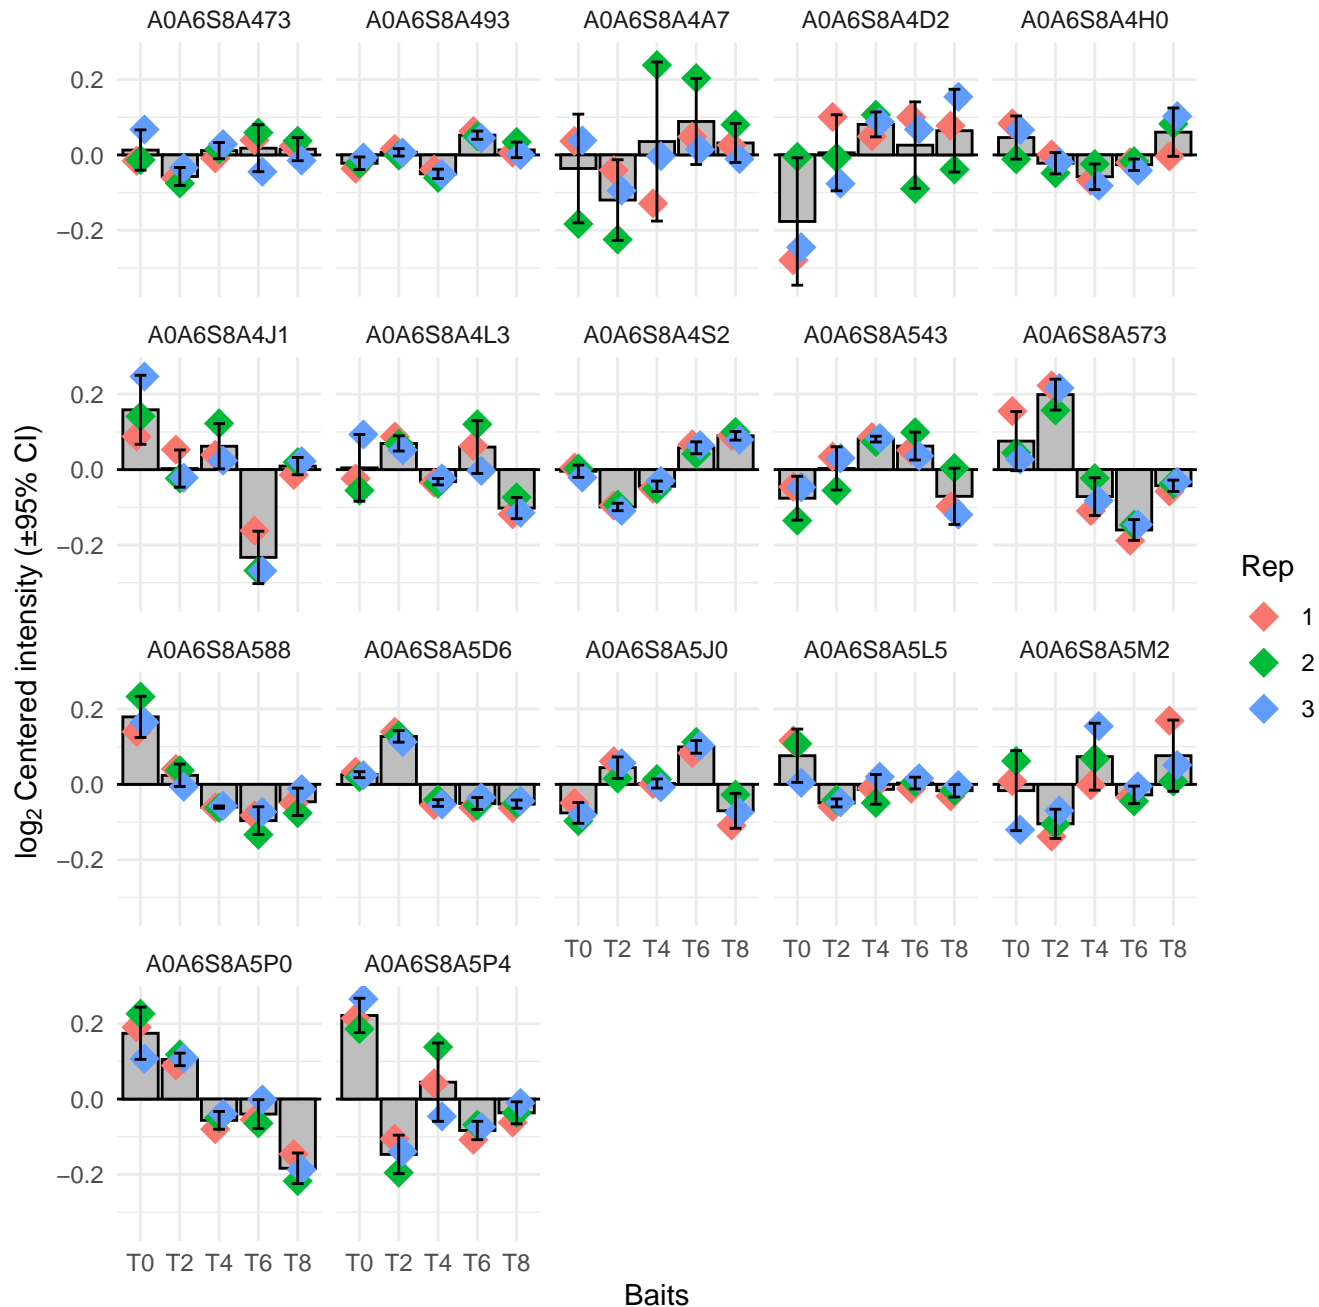 A0A6S8A473 A0A6S8A493 A0A6S8A4A7 A0A6S8A4D2 A0A6S8A4H0
0.2
0.0
−0.2
A0A6S8A4J1 A0A6S8A4L3 A0A6S8A4S2 A0A6S8A543 A0A6S8A573
0.2
0.0
−0.2
A0A6S8A588 A0A6S8A5D6 A0A6S8A5J0 A0A6S8A5L5 A0A6S8A5M2
0.2
0.0
−0.2
T0 T2 T4 T6 T8 T0 T2 T4 T6 T8 T0 T2 T4 T6 T8
A0A6S8A5P0 A0A6S8A5P4
0.2
0.0
−0.2
T0 T2 T4 T6 T8 T0 T2 T4 T6 T8
Baits
log2 Centered intensity (±95% CI)
Rep
1
2
3